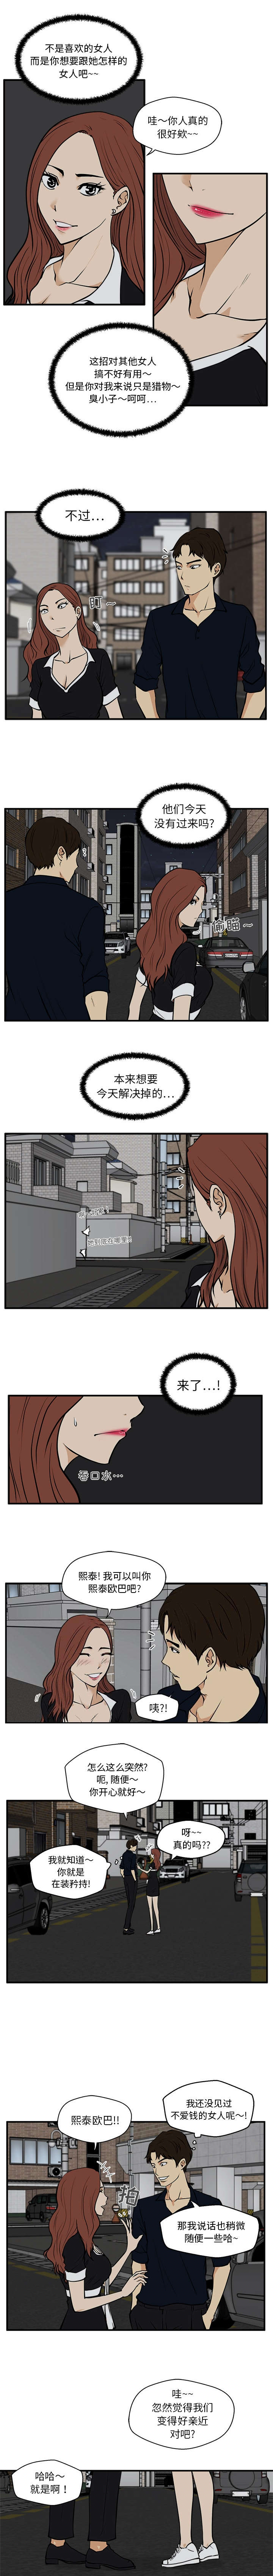 不是喜欢的女人
而是你想要跟她怎样的
女人吧~~
哇～你人真的
很好欸~~
这招对其他女人
搞不好有用～
但是你对我来说只是猎物～
臭小子～呵呵...
不过...
盯～
他们今天
没有过来吗?
偷瞄～
本来想要
今天解决掉的...
来了...!
吞口水…
熙泰! 我可以叫你
熙泰欧巴吧?
咦?!
怎么这么突然?
呃, 随便～
你开心就好～
呀~~
真的吗??
我就知道～
你就是
在装矜持!
我还没见过
不爱钱的女人呢～!
熙泰欧巴!!
那我说话也稍微
随便一些哈~
拍
哇~~
忽然觉得我们
变得好亲近
对吧?
哈哈～
就是啊！